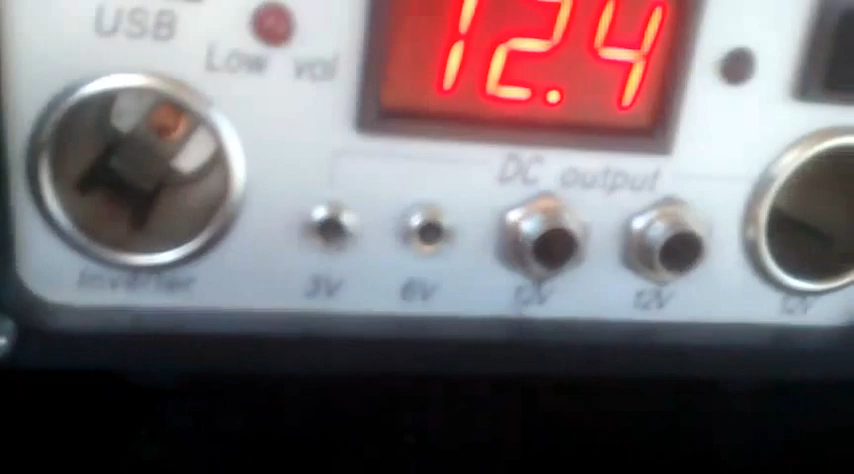 USB
Low vol
12.4
DC output
Inverter
3V
6V
12V
12V
12V